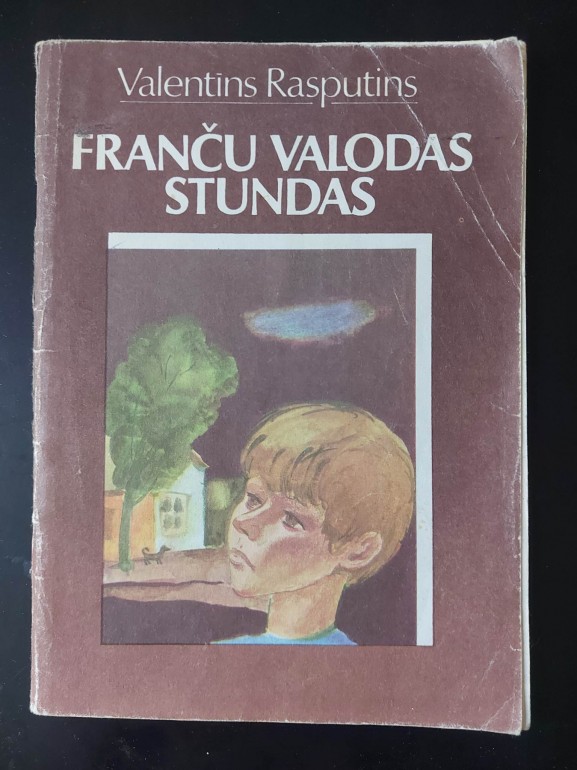 Valentīns Rasputins
FRANČU VALODAS
STUNDAS